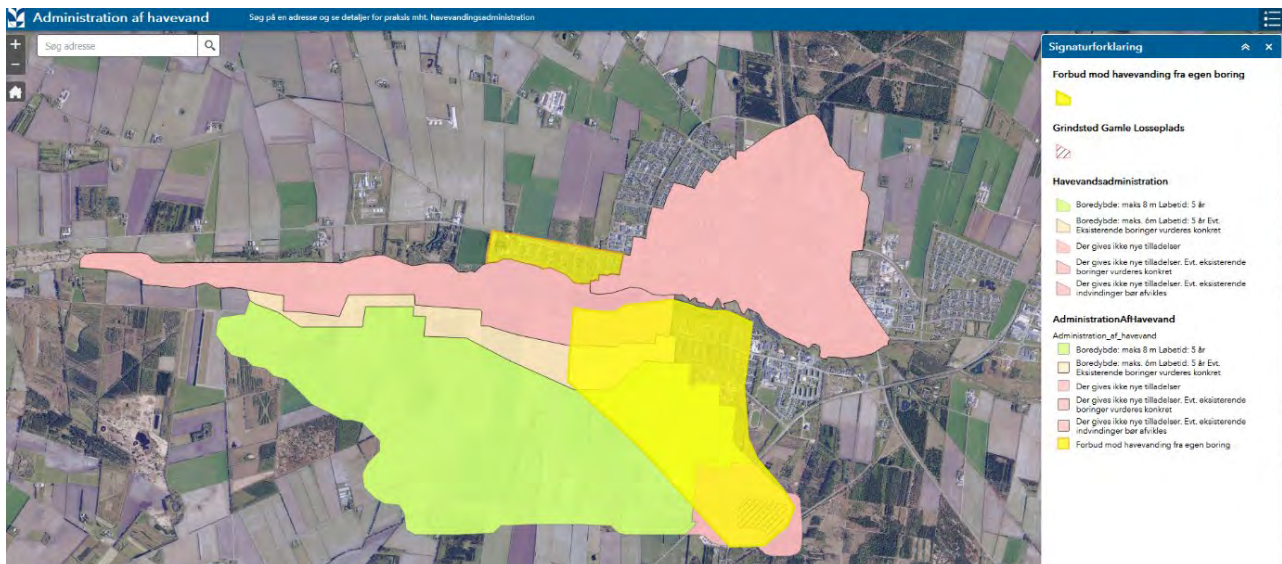 Administration af havevand
Søg på en adresse og se detaljer for praksis mht. havevandingsadministration
+
Søg adresse
−
Signaturforklaring
Forbud mod havevanding fra egen boring
Grindsted Gamle Losseplads
Havevandsadministration
Boredybde: maks 8 m Løbetid: 5 år
Boredybde: maks. 6m Løbetid: 5 år Evt.
Eksisterende boringer vurderes konkret
Der gives ikke nye tilladelser
Der gives ikke nye tilladelser. Evt. eksisterende
boringer vurderes konkret
Der gives ikke nye tilladelser. Evt. eksisterende
indvindinger bør afvikles
AdministrationAfHavevand
Administration_af_havevand
Boredybde: maks 8 m Løbetid: 5 år
Boredybde: maks. 6m Løbetid: 5 år Evt.
Eksisterende boringer vurderes konkret
Der gives ikke nye tilladelser
Der gives ikke nye tilladelser. Evt. eksisterende
boringer vurderes konkret
Der gives ikke nye tilladelser. Evt. eksisterende
indvindinger bør afvikles
Forbud mod havevanding fra egen boring